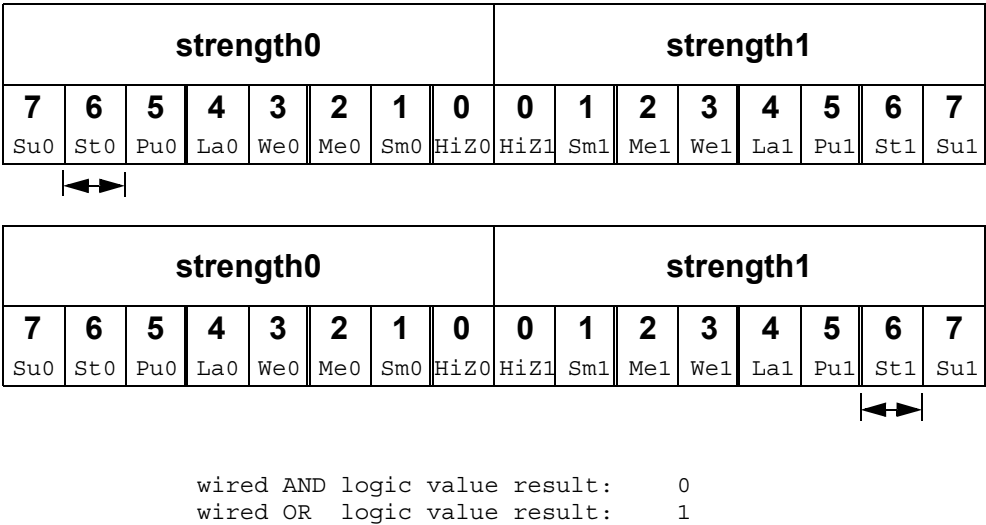 strength0 strength1
7 6 5 4 3 2 1 0 0 1 2 3 4 5 6 7
Su0 St0 Pu0 La0 We0 Me0 Sm0 HiZ0 HiZ1 Sm1 Me1 We1 La1 Pu1 St1 Su1
strength0 strength1
7 6 5 4 3 2 1 0 0 1 2 3 4 5 6 7
Su0 St0 Pu0 La0 We0 Me0 Sm0 HiZ0 HiZ1 Sm1 Me1 We1 La1 Pu1 St1 Su1
wired AND logic value result: 0
wired OR logic value result: 1